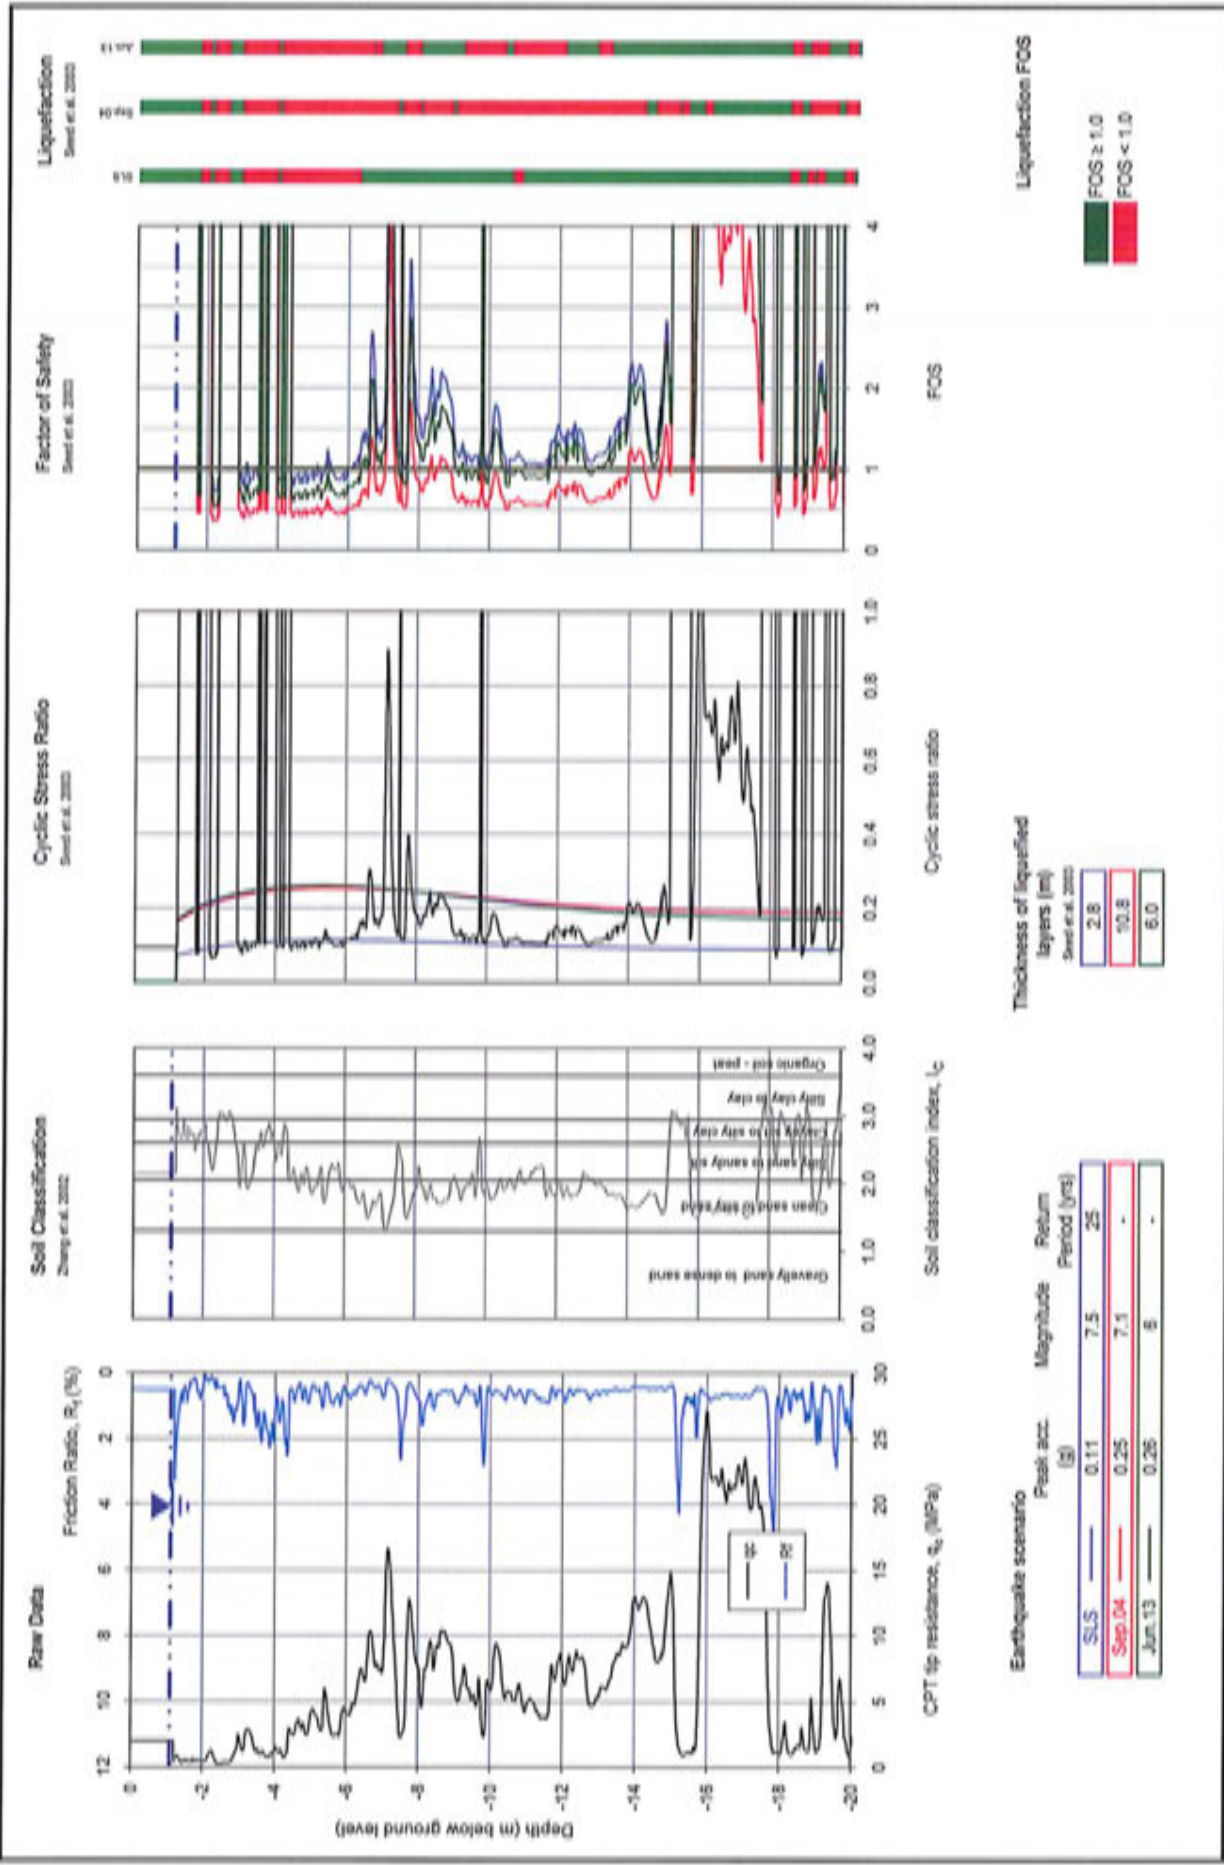 Raw Data
Friction Ratio, Rf (%)
12 10 8 6 4 2 0
0
-2
-4
-6
-8
-10
-12
-14
-16
-18
-20
Depth (m below ground level)
qc
Rf
0 5 10 15 20 25 30
CPT tip resistance, qc (MPa)
Soil Classification
Zhang et al. 2002
Gravelly sand to dense sand
Clean sand to silty sand
Silty sand to sandy silt
Clayey silt to silty clay
Silty clay to clay
Organic soil - peat
0.0 1.0 2.0 3.0 4.0
Soil classification index, IC
Cyclic Stress Ratio
Seed et al. 2003
0.0 0.2 0.4 0.6 0.8 1.0
Cyclic stress ratio
Factor of Safety
Seed et al. 2003
0 1 2 3 4
FOS
Liquefaction
Seed et al. 2003
SLS Sep.04 Jun.13
Earthquake scenario
Peak acc. (g) Magnitude Return Period (yrs)
SLS 0.11 7.5 25
Sep.04 0.25 7.1 -
Jun.13 0.26 6 -
Thickness of liquefied
layers (m)
Seed et al. 2003
2.8
10.8
6.0
Liquefaction FOS
FOS ≥ 1.0
FOS < 1.0